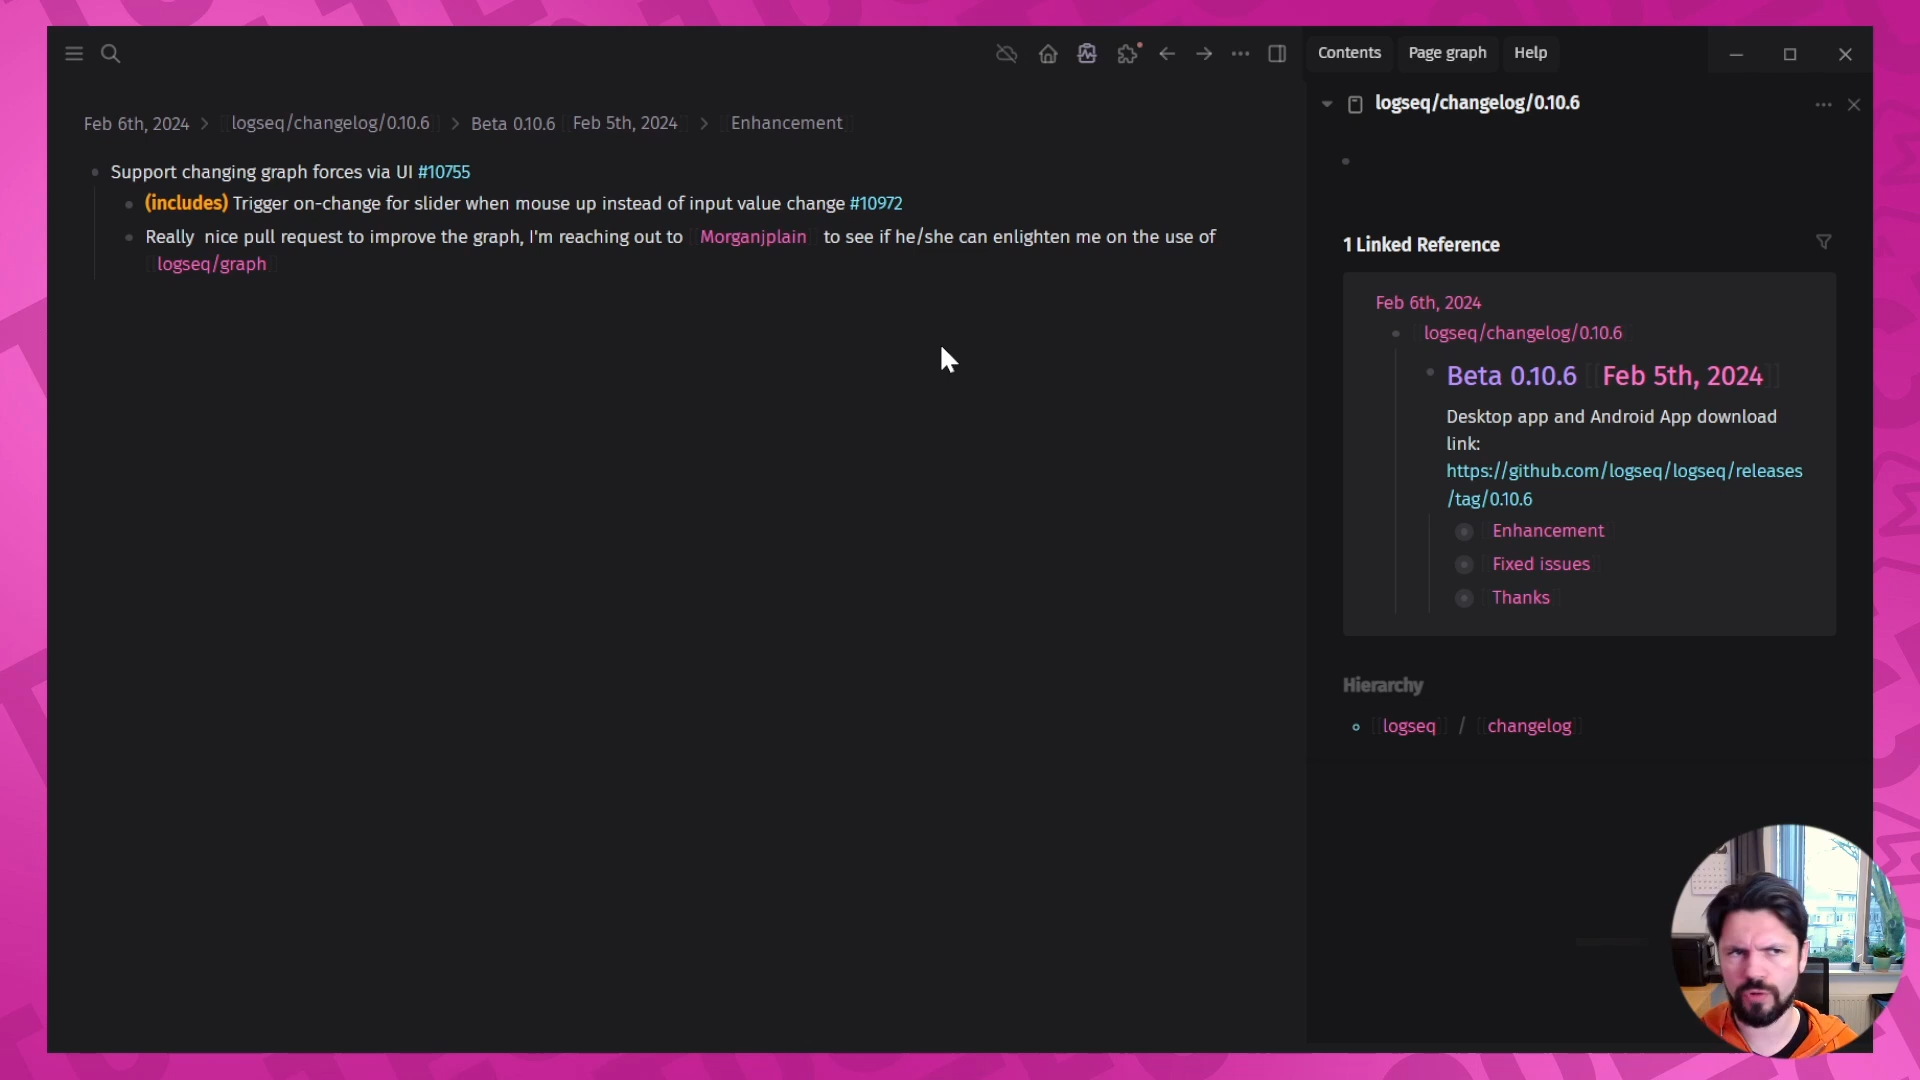 Contents Page graph Help
logseq/changelog/0.10.6
Feb 6th, 2024 > logseq/changelog/0.10.6 > Beta 0.10.6 Feb 5th, 2024 > Enhancement
Support changing graph forces via UI #10755
(includes) Trigger on-change for slider when mouse up instead of input value change #10972
Really nice pull request to improve the graph, I'm reaching out to [[Morganjplain]] to see if he/she can enlighten me on the use of
[[logseq/graph]]
1 Linked Reference
Feb 6th, 2024
[[logseq/changelog/0.10.6]]
Beta 0.10.6 [[Feb 5th, 2024]]
Desktop app and Android App download
link:
https://github.com/logseq/logseq/releases
/tag/0.10.6
[[Enhancement]]
[[Fixed issues]]
[[Thanks]]
Hierarchy
[[logseq]] / [[changelog]]